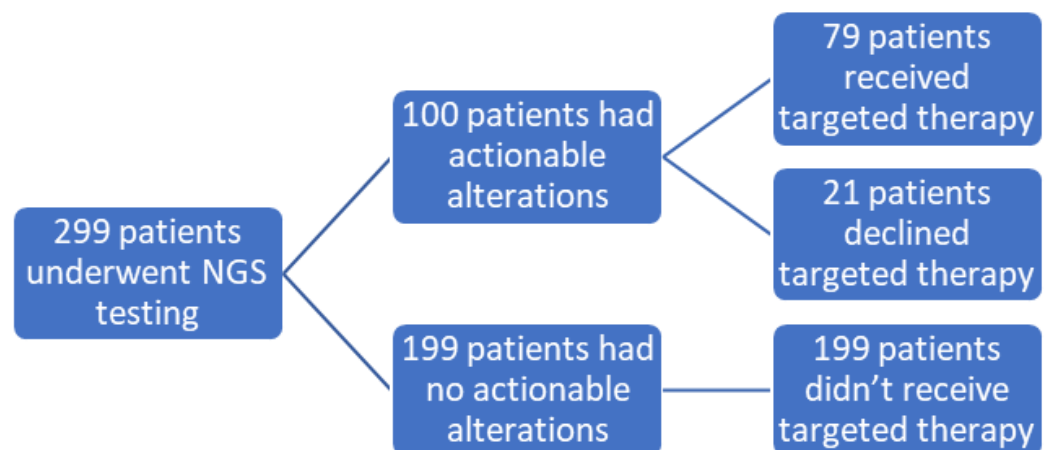 299 patients
underwent NGS
testing
100 patients had
actionable
alterations
199 patients had
no actionable
alterations
79 patients
received
targeted therapy
21 patients
declined
targeted therapy
199 patients
didn’t receive
targeted therapy